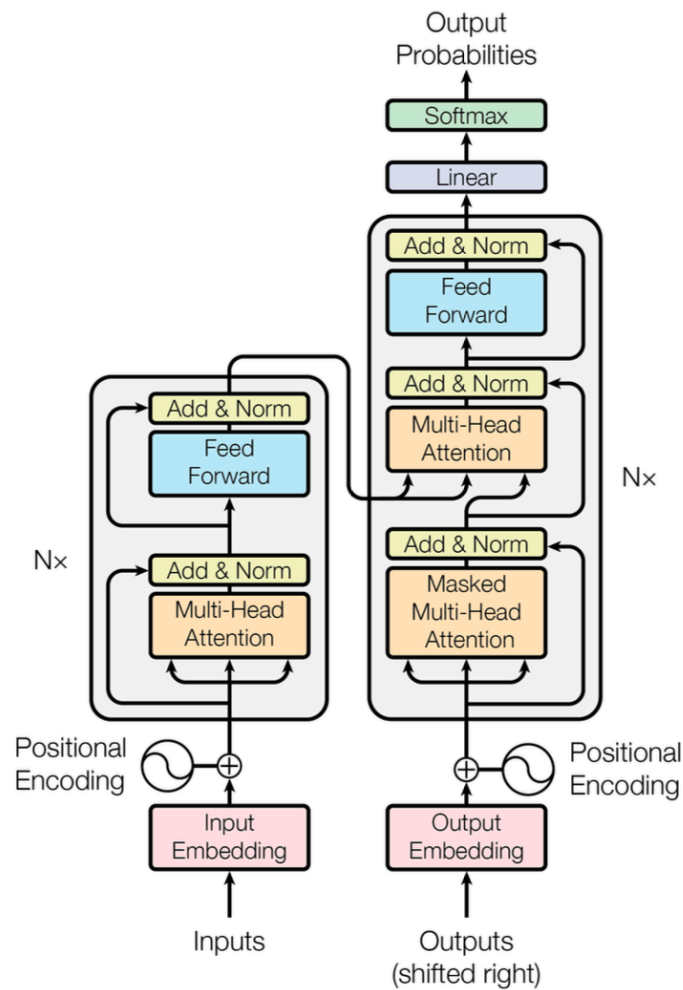 Output
Probabilities
Softmax
Linear
Add & Norm
Feed
Forward
Add & Norm
Multi-Head
Attention
Add & Norm
Masked
Multi-Head
Attention
Nx
Add & Norm
Feed
Forward
Add & Norm
Multi-Head
Attention
Nx
Positional
Encoding
Positional
Encoding
Input
Embedding
Output
Embedding
Inputs
Outputs
(shifted right)